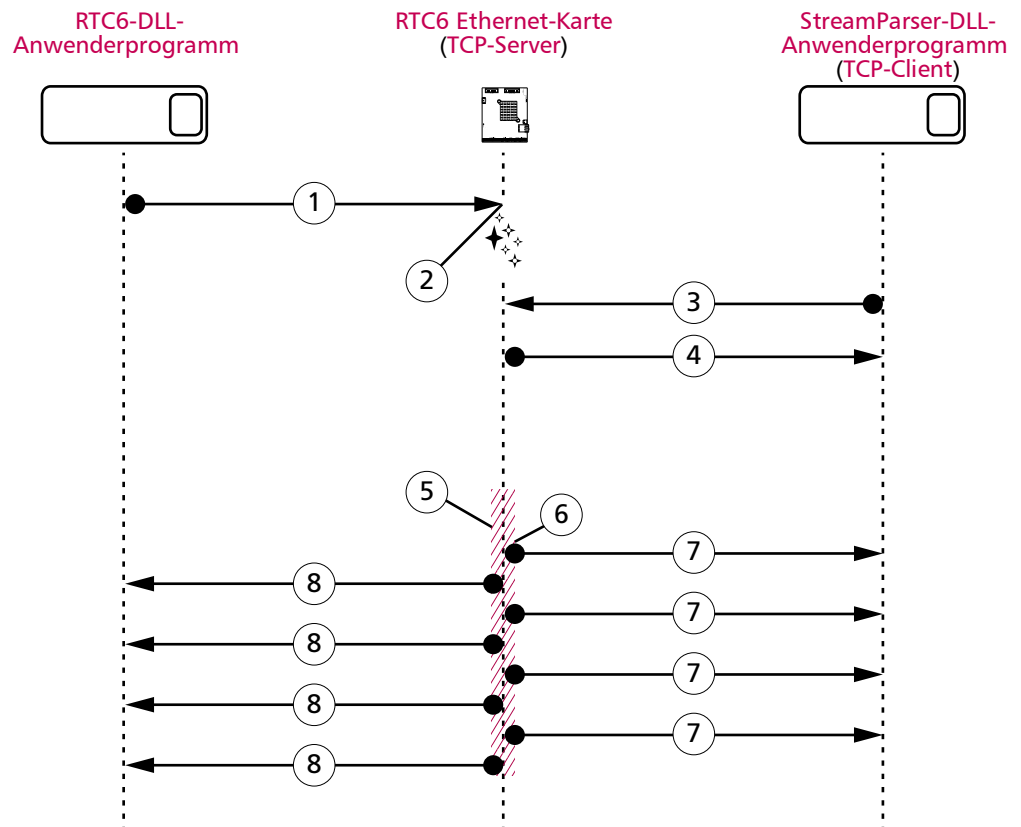 RTC6-DLL-
Anwenderprogramm
RTC6 Ethernet-Karte
(TCP-Server)
StreamParser-DLL-
Anwenderprogramm
(TCP-Client)
1
2
3
4
5
6
7
8
7
8
7
8
7
8